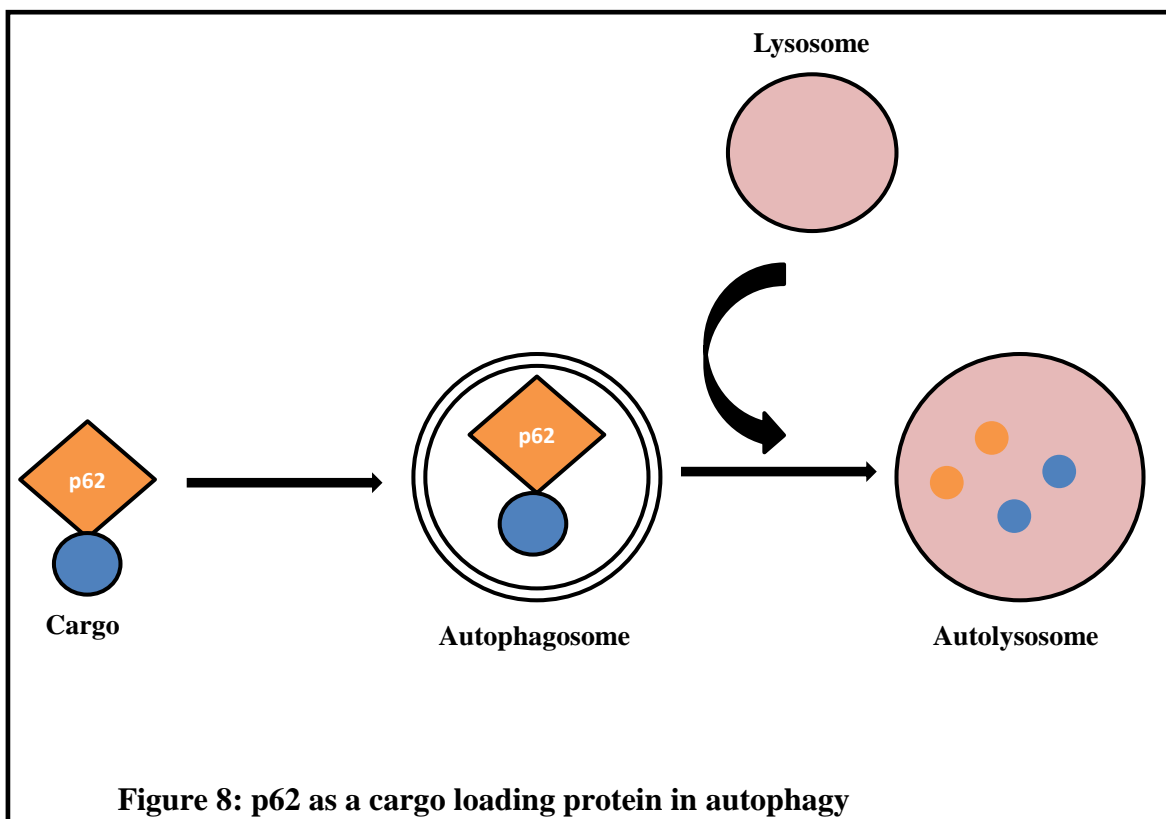 Lysosome
p62
p62
Cargo
Autophagosome
Autolysosome
Figure 8: p62 as a cargo loading protein in autophagy